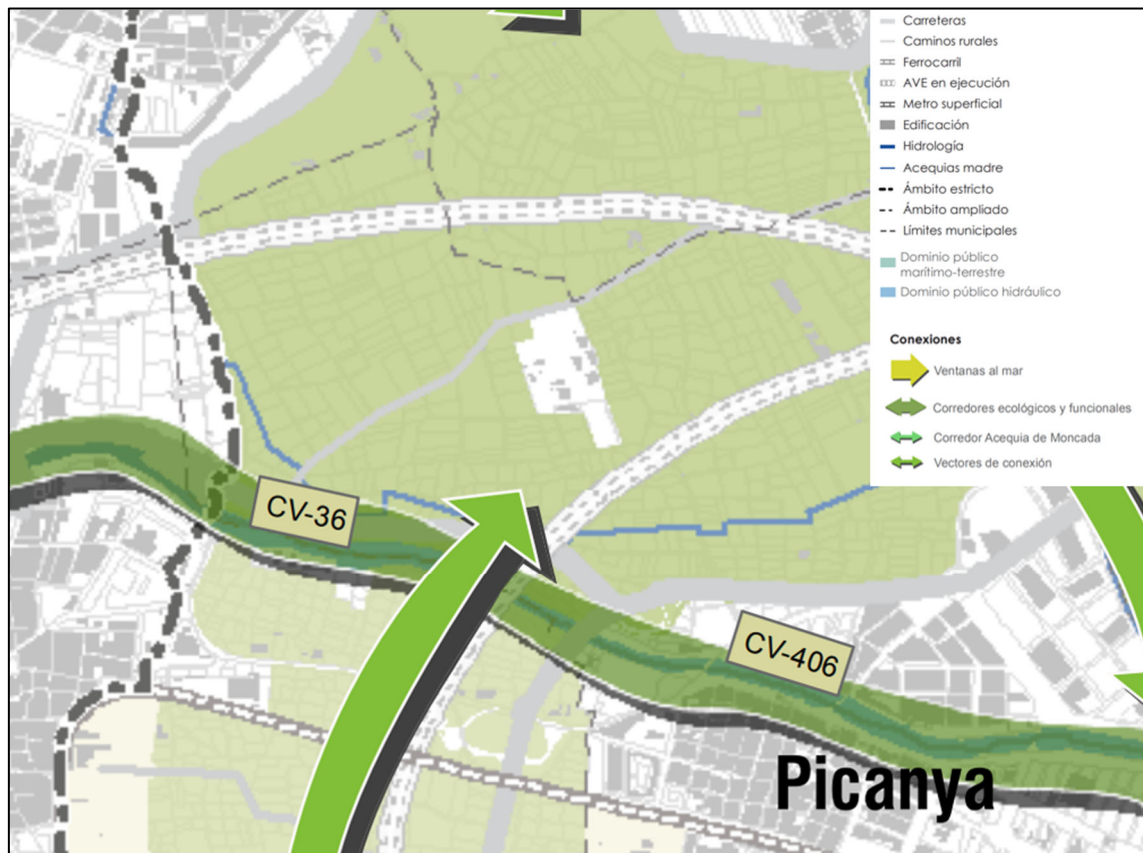 Carreteras
Caminos rurales
Ferrocarril
AVE en ejecución
Metro superficial
Edificación
Hidrología
Acequias madre
Ámbito estricto
Ámbito ampliado
Límites municipales
Dominio público
marítimo-terrestre
Dominio público hidráulico
Conexiones
Ventanas al mar
Corredores ecológicos y funcionales
Corredor Acequia de Moncada
Vectores de conexión
CV-36
CV-406
Picanya